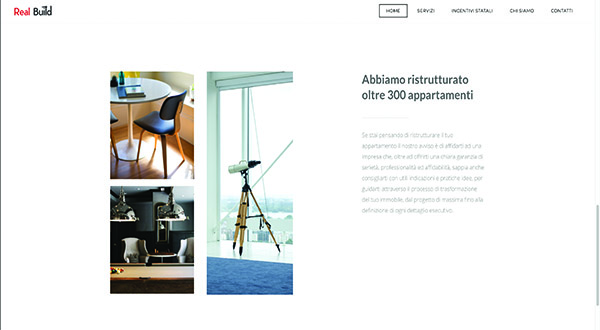 Real Build
HOME SERVIZI INCENTIVI STATALI CHI SIAMO CONTATTI
Abbiamo ristrutturato
oltre 300 appartamenti
Se stai pensando di ristrutturare il tuo
appartamento il nostro avviso è di affidarti ad una
impresa che, oltre ad offrirti una chiara garanzia di
serietà, professionalità ed affidabilità, sappia anche
consigliarti con utili indicazioni e pratiche idee, per
guidarti attraverso il processo di trasformazione
del tuo immobile, dal progetto di massima fino alla
definizione di ogni dettaglio esecutivo.